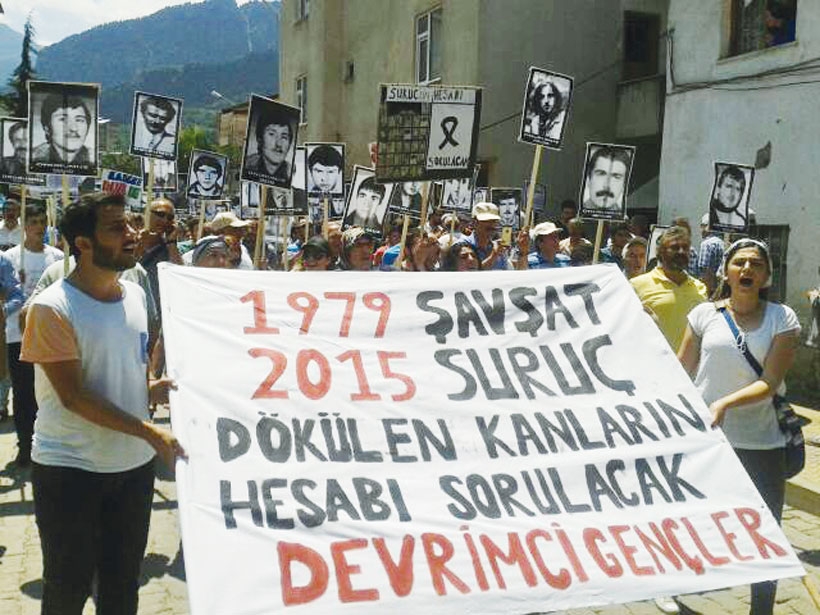 SURUÇ'UN HESABI
SORULACAK
1979 ŞAVŞAT
2015 SURUÇ
DÖKÜLEN KANLARIN
HESABI SORULACAK
DEVRİMCİ GENÇLER